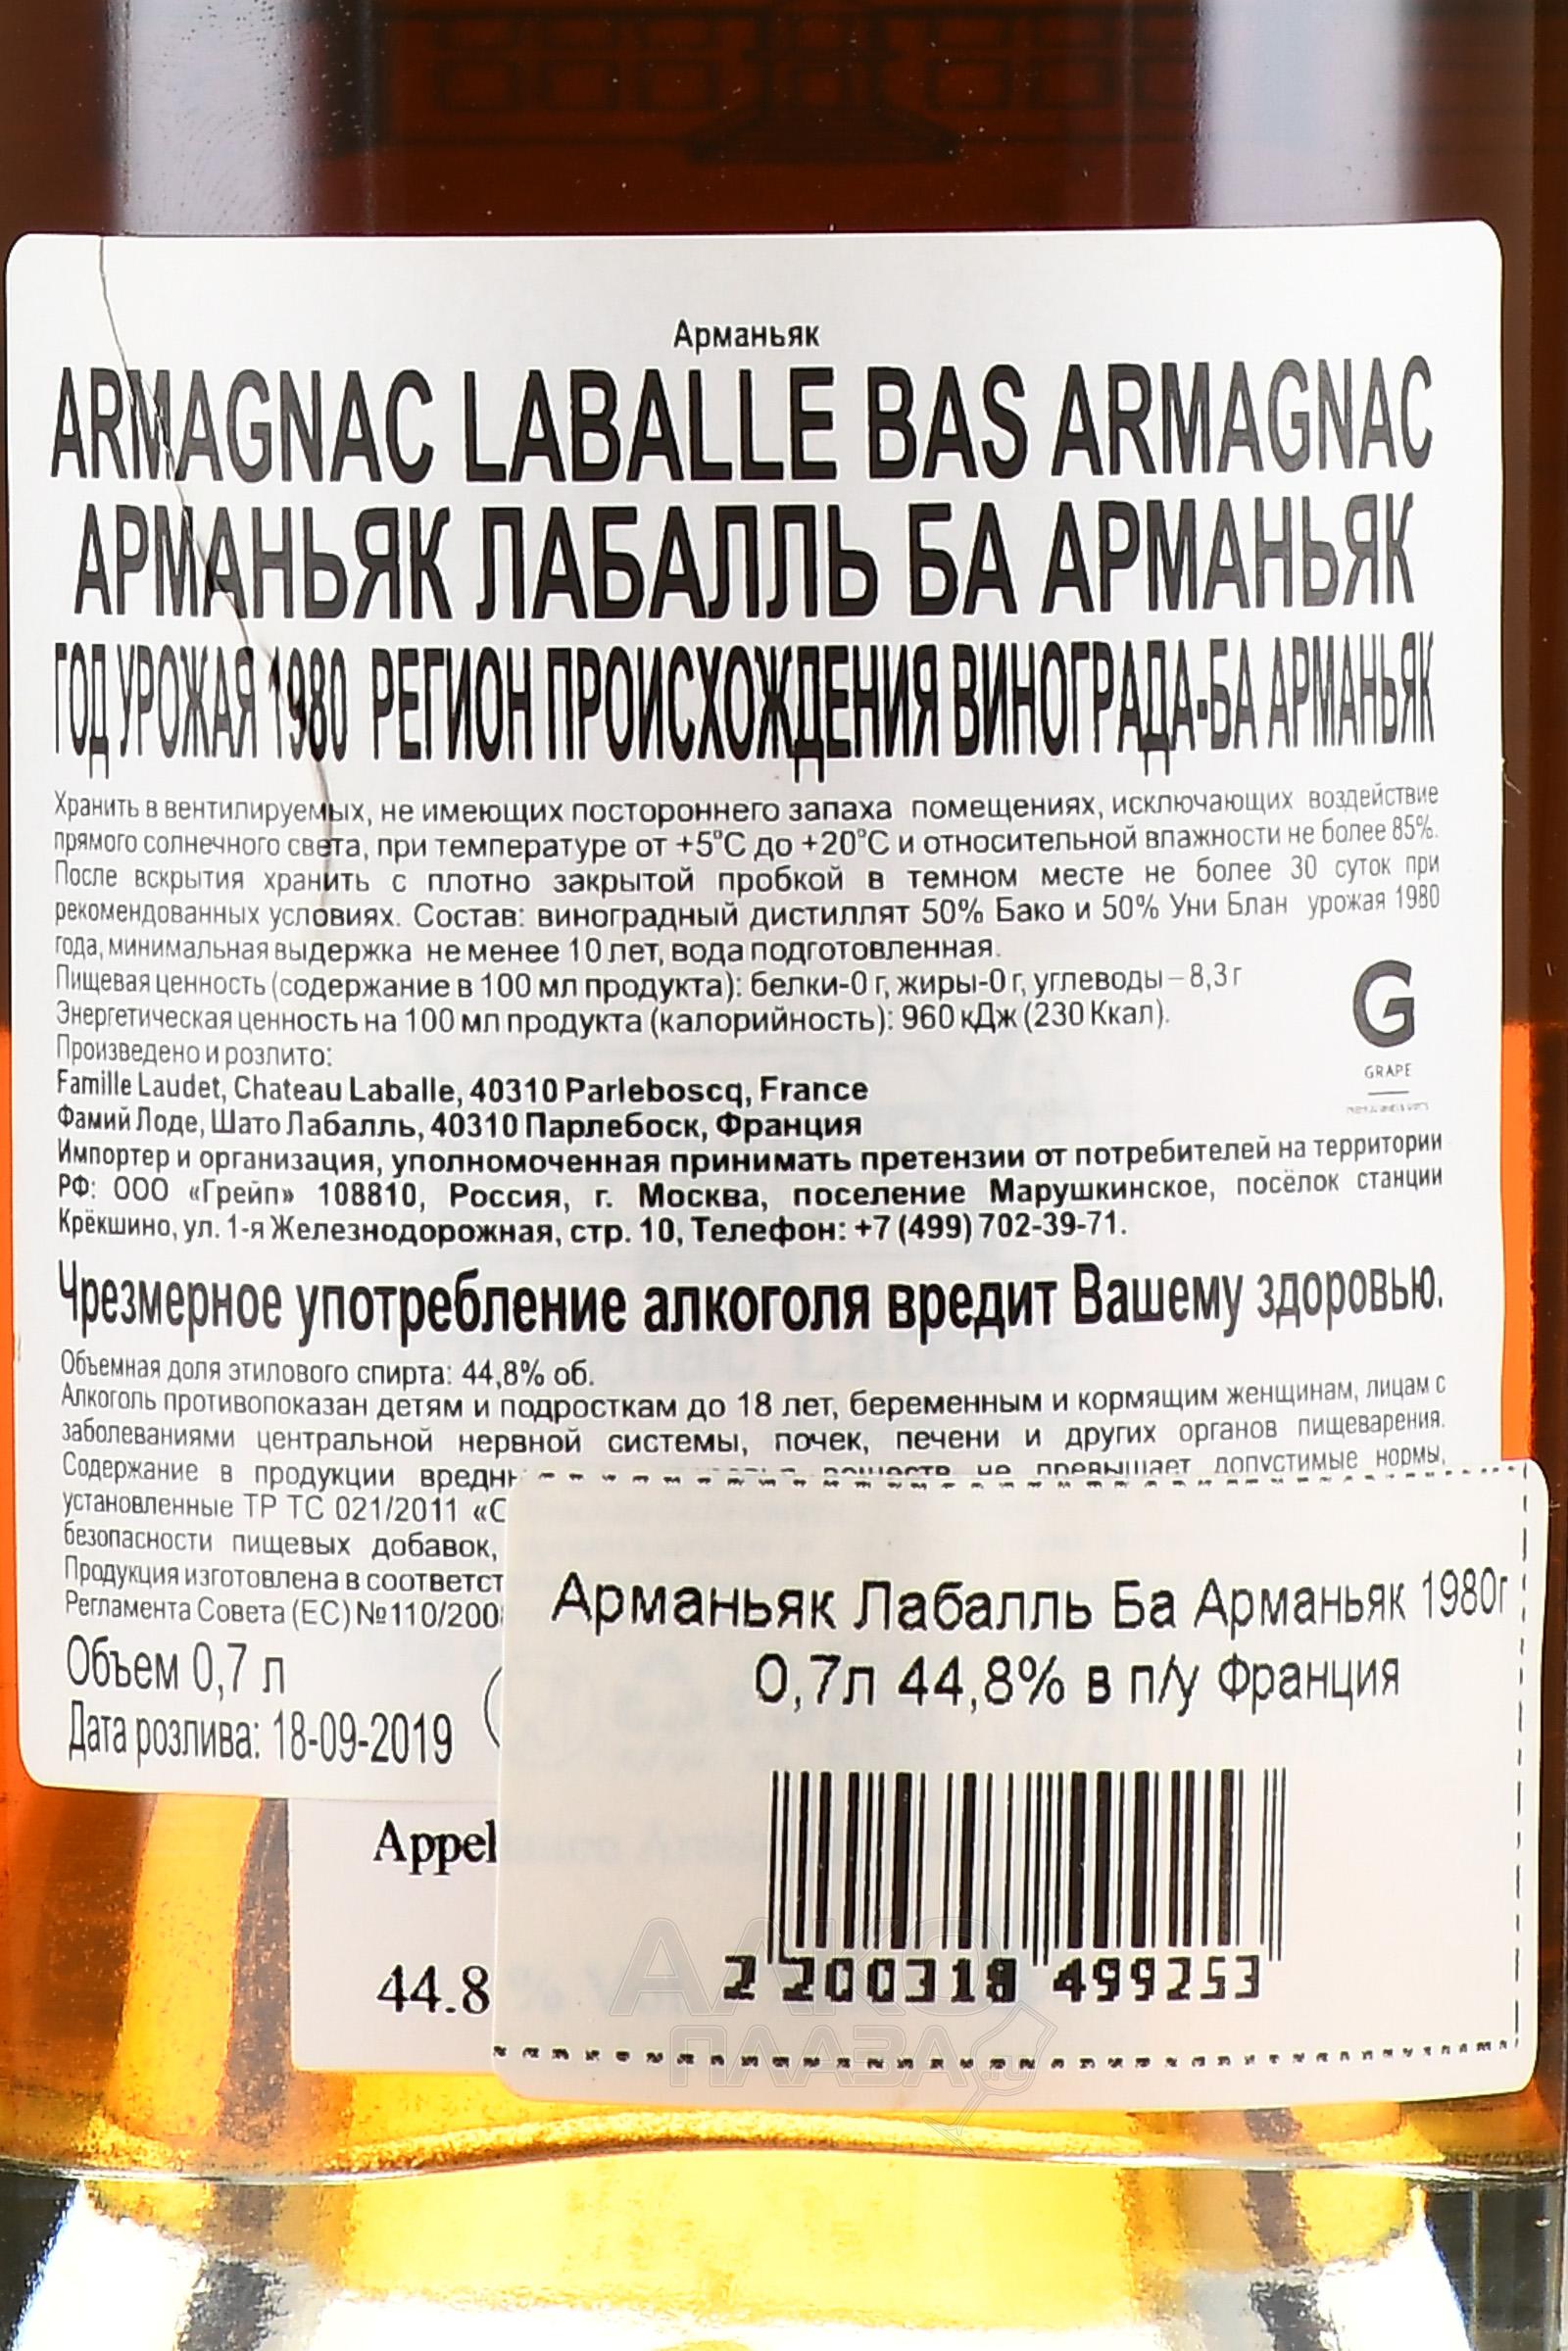 Арманьяк
ARMAGNAC LABALLE BAS ARMAGNAC
АРМАНЬЯК ЛАБАЛЛЬ БА АРМАНЬЯК
ГОД УРОЖАЯ 1980 РЕГИОН ПРОИСХОЖДЕНИЯ ВИНОГРАДА-БА АРМАНЬЯК
Хранить в вентилируемых, не имеющих постороннего запаха помещениях, исключающих воздействие
прямого солнечного света, при температуре от +5°C до +20°C и относительной влажности не более 85%.
После вскрытия хранить с плотно закрытой пробкой в темном месте не более 30 суток при
рекомендованных условиях. Состав: виноградный дистиллят 50% Бако и 50% Уни Блан урожая 1980
года, минимальная выдержка не менее 10 лет, вода подготовленная.
Пищевая ценность (содержание в 100 мл продукта): белки-0 г, жиры-0 г, углеводы – 8,3 г
Энергетическая ценность на 100 мл продукта (калорийность): 960 кДж (230 Ккал).
Произведено и розлито:
Famille Laudet, Chateau Laballe, 40310 Parleboscq, France
Фамий Лоде, Шато Лабалль, 40310 Парлебоск, Франция
G
GRAPE
Импортер и организация, уполномоченная принимать претензии от потребителей на территории
РФ: ООО «Грейп» 108810, Россия, г. Москва, поселение Марушкинское, посёлок станции
Крёкшино, ул. 1-я Железнодорожная, стр. 10, Телефон: +7 (499) 702-39-71.
Чрезмерное употребление алкоголя вредит Вашему здоровью.
Объемная доля этилового спирта: 44,8% об.
Алкоголь противопоказан детям и подросткам до 18 лет, беременным и кормящим женщинам, лицам с
заболеваниями центральной нервной системы, почек, печени и других органов пищеварения.
Содержание в продукции вредн веществ не превышает допустимые нормы,
установленные ТР ТС 021/2011 «С
безопасности пищевых добавок,
Продукция изготовлена в соответст
Регламента Совета (ЕС) №110/200
Объем 0,7 л
Дата розлива: 18-09-2019
Арманьяк Лабалль Ба Арманьяк 1980г
0,7л 44,8% в п/у Франция
2 200318 499253
Appel
44.8
АЛКО
ПЛАЗА